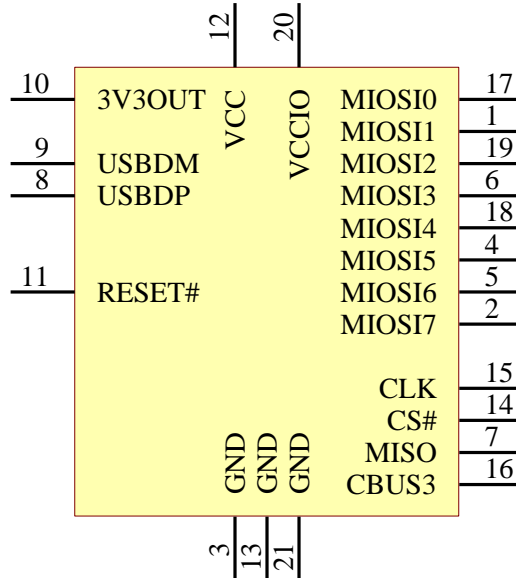 12 20
10 3V3OUT VCC VCCIO MIOSI0 17
MIOSI1 1
9 USBDM MIOSI2 19
8 USBDP MIOSI3 6
MIOSI4 18
MIOSI5 4
11 RESET# MIOSI6 5
MIOSI7 2
CLK 15
CS# 14
GND GND GND MISO 7
CBUS3 16
3 13 21